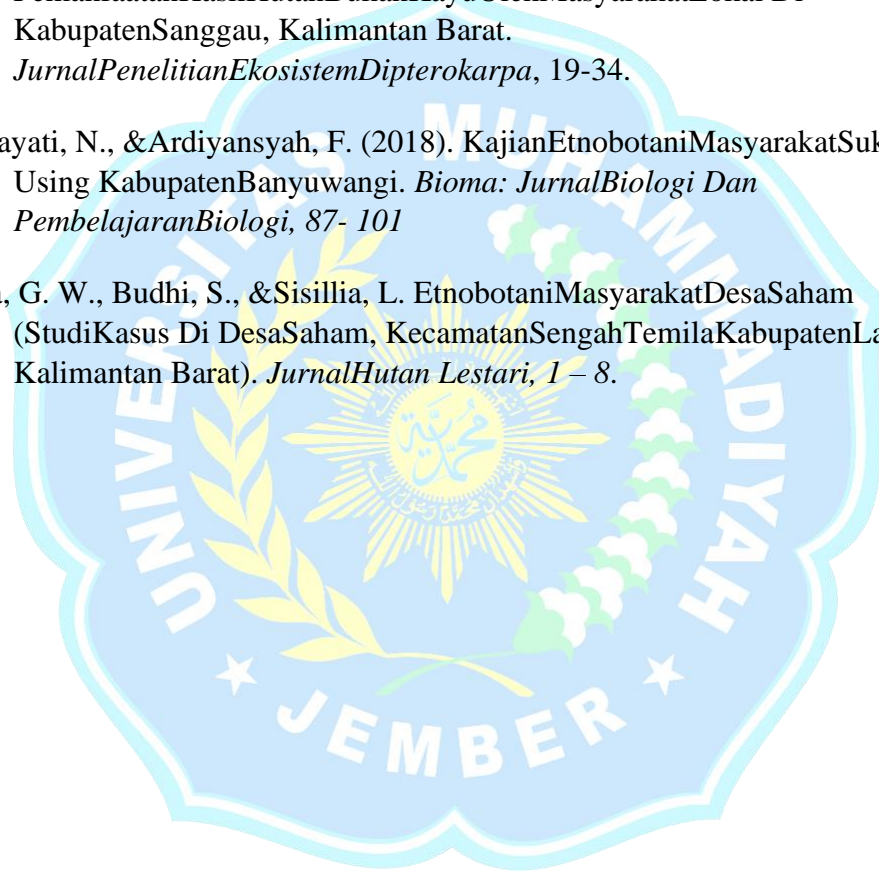 PemanfaatanHasilHutanBukanKayuOlehMasyarakatLokal Di
KabupatenSanggau, Kalimantan Barat.
JurnalPenelitianEkosistemDipterokarpa, 19-34.
ayati, N., &Ardiyansyah, F. (2018). KajianEtnobotaniMasyarakatSuk
Using KabupatenBanyuwangi. Bioma: JurnalBiologi Dan
PembelajaranBiologi, 87- 101
, G. W., Budhi, S., &Sisillia, L. EtnobotaniMasyarakatDesaSaham
(StudiKasus Di DesaSaham, KecamatanSengahTemilaKabupatenLa
Kalimantan Barat). JurnalHutan Lestari, 1 – 8.
UNIVERSITAS MUHAMMADIYAH
JEMBER
محمدية